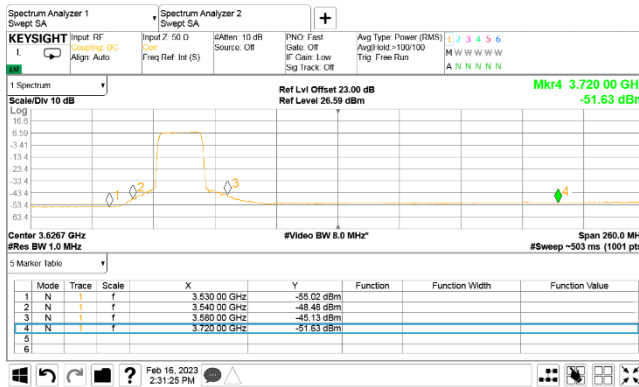 Spectrum Analyzer 1
Swept SA
Spectrum Analyzer 2
Swept SA
KEYSIGHT
Input: RF
Coupling: DC
Align: Auto
Input Z: 50 Ω
Corr
Freq Ref: Int (S)
#Atten: 10 dB
Source: Off
PNO: Fast
Gate: Off
IF Gain: Low
Sig Track: Off
Avg Type: Power (RMS)
Avg|Hold:>100/100
Trig: Free Run
1 2 3 4 5 6
M W W W W W
A N N N N N
L
1 Spectrum
Scale/Div 10 dB
Ref Lvl Offset 23.00 dB
Ref Level 26.59 dBm
Mkr4 3.720 00 GH
-51.63 dBm
Log
16.6
6.59
-3.41
-13.4
-23.4
-33.4
-43.4
-53.4
-63.4
1
2
3
4
Center 3.6267 GHz
#Res BW 1.0 MHz
#Video BW 8.0 MHz*
Span 260.0 MH
#Sweep ~503 ms (1001 pts
5 Marker Table
Mode Trace Scale X Y Function Function Width Function Value
1 N 1 f 3.530 00 GHz -55.02 dBm
2 N 1 f 3.540 00 GHz -48.48 dBm
3 N 1 f 3.580 00 GHz -45.13 dBm
4 N 1 f 3.720 00 GHz -51.63 dBm
5
6
?
Feb 16, 2023
2:31:25 PM